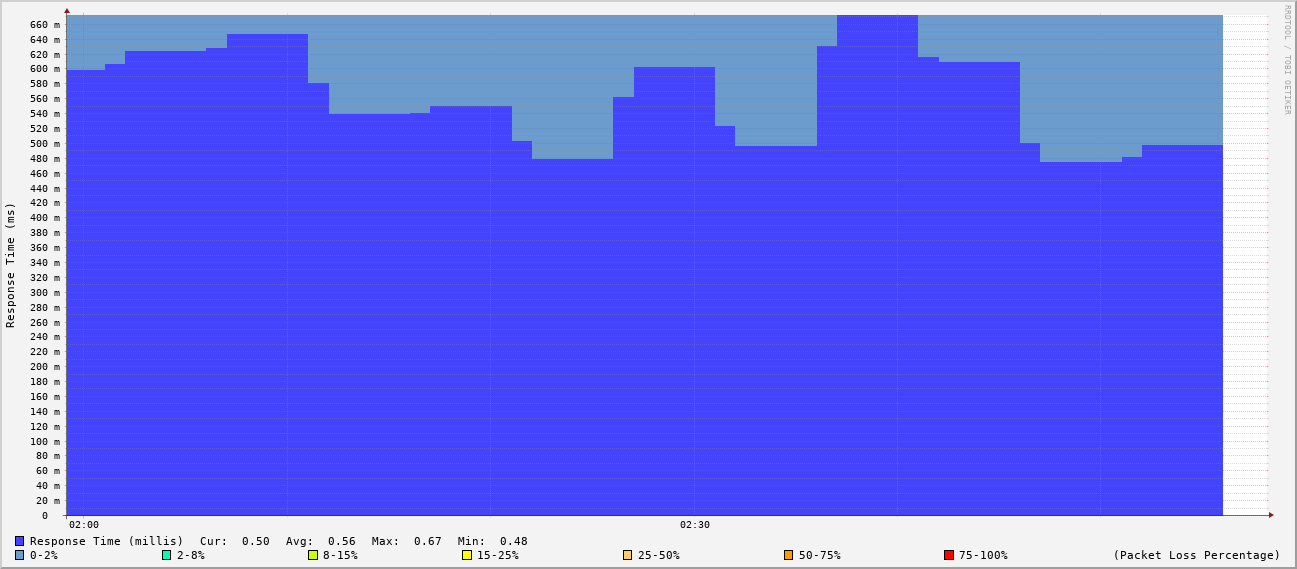 RRDTOOL / TOBI OETIKER
Response Time (ms)
660 m
640 m
620 m
600 m
580 m
560 m
540 m
520 m
500 m
480 m
460 m
440 m
420 m
400 m
380 m
360 m
340 m
320 m
300 m
280 m
260 m
240 m
220 m
200 m
180 m
160 m
140 m
120 m
100 m
80 m
60 m
40 m
20 m
0
02:00 02:30
Response Time (millis) Cur: 0.50 Avg: 0.56 Max: 0.67 Min: 0.48
0-2% 2-8% 8-15% 15-25% 25-50% 50-75% 75-100% (Packet Loss Percentage)